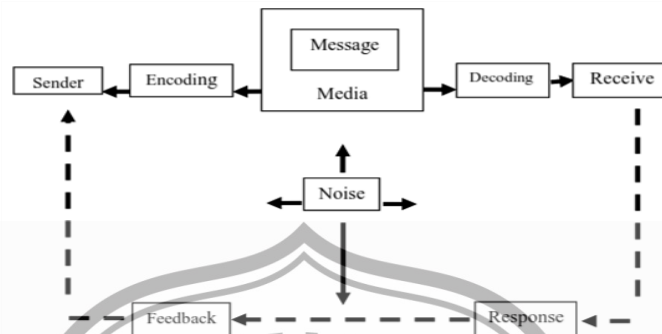 Message
Media
Sender
Encoding
Decoding
Receive
Noise
Feedback
Response